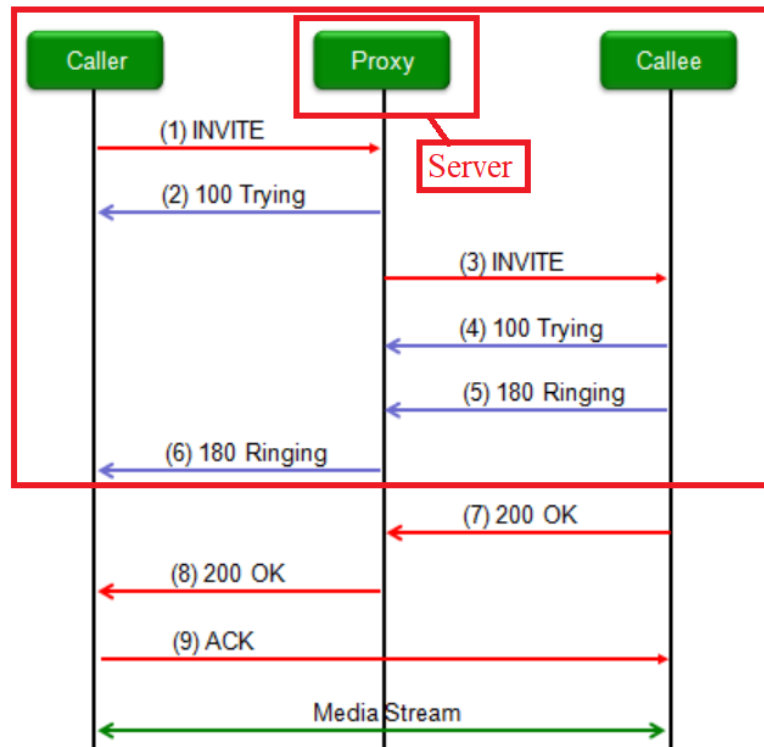 Caller
Proxy
Callee
(1) INVITE
Server
(2) 100 Trying
(3) INVITE
(4) 100 Trying
(5) 180 Ringing
(6) 180 Ringing
(7) 200 OK
(8) 200 OK
(9) ACK
Media Stream